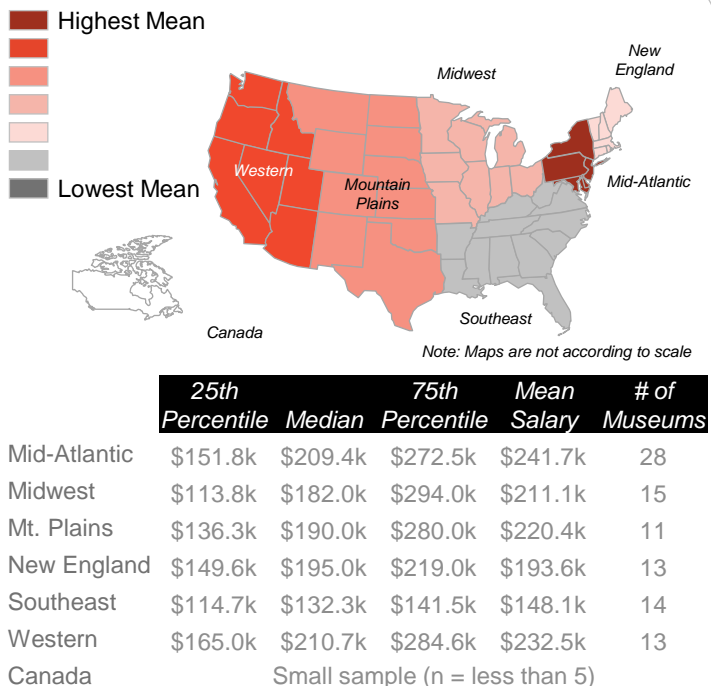 Highest Mean
Lowest Mean
Midwest
New
England
Western
Mountain
Plains
Mid-Atlantic
Southeast
Canada
Note: Maps are not according to scale
25th Percentile Median 75th Percentile Mean Salary # of Museums
Mid-Atlantic $151.8k $209.4k $272.5k $241.7k 28
Midwest $113.8k $182.0k $294.0k $211.1k 15
Mt. Plains $136.3k $190.0k $280.0k $220.4k 11
New England $149.6k $195.0k $219.0k $193.6k 13
Southeast $114.7k $132.3k $141.5k $148.1k 14
Western $165.0k $210.7k $284.6k $232.5k 13
Canada Small sample (n = less than 5)